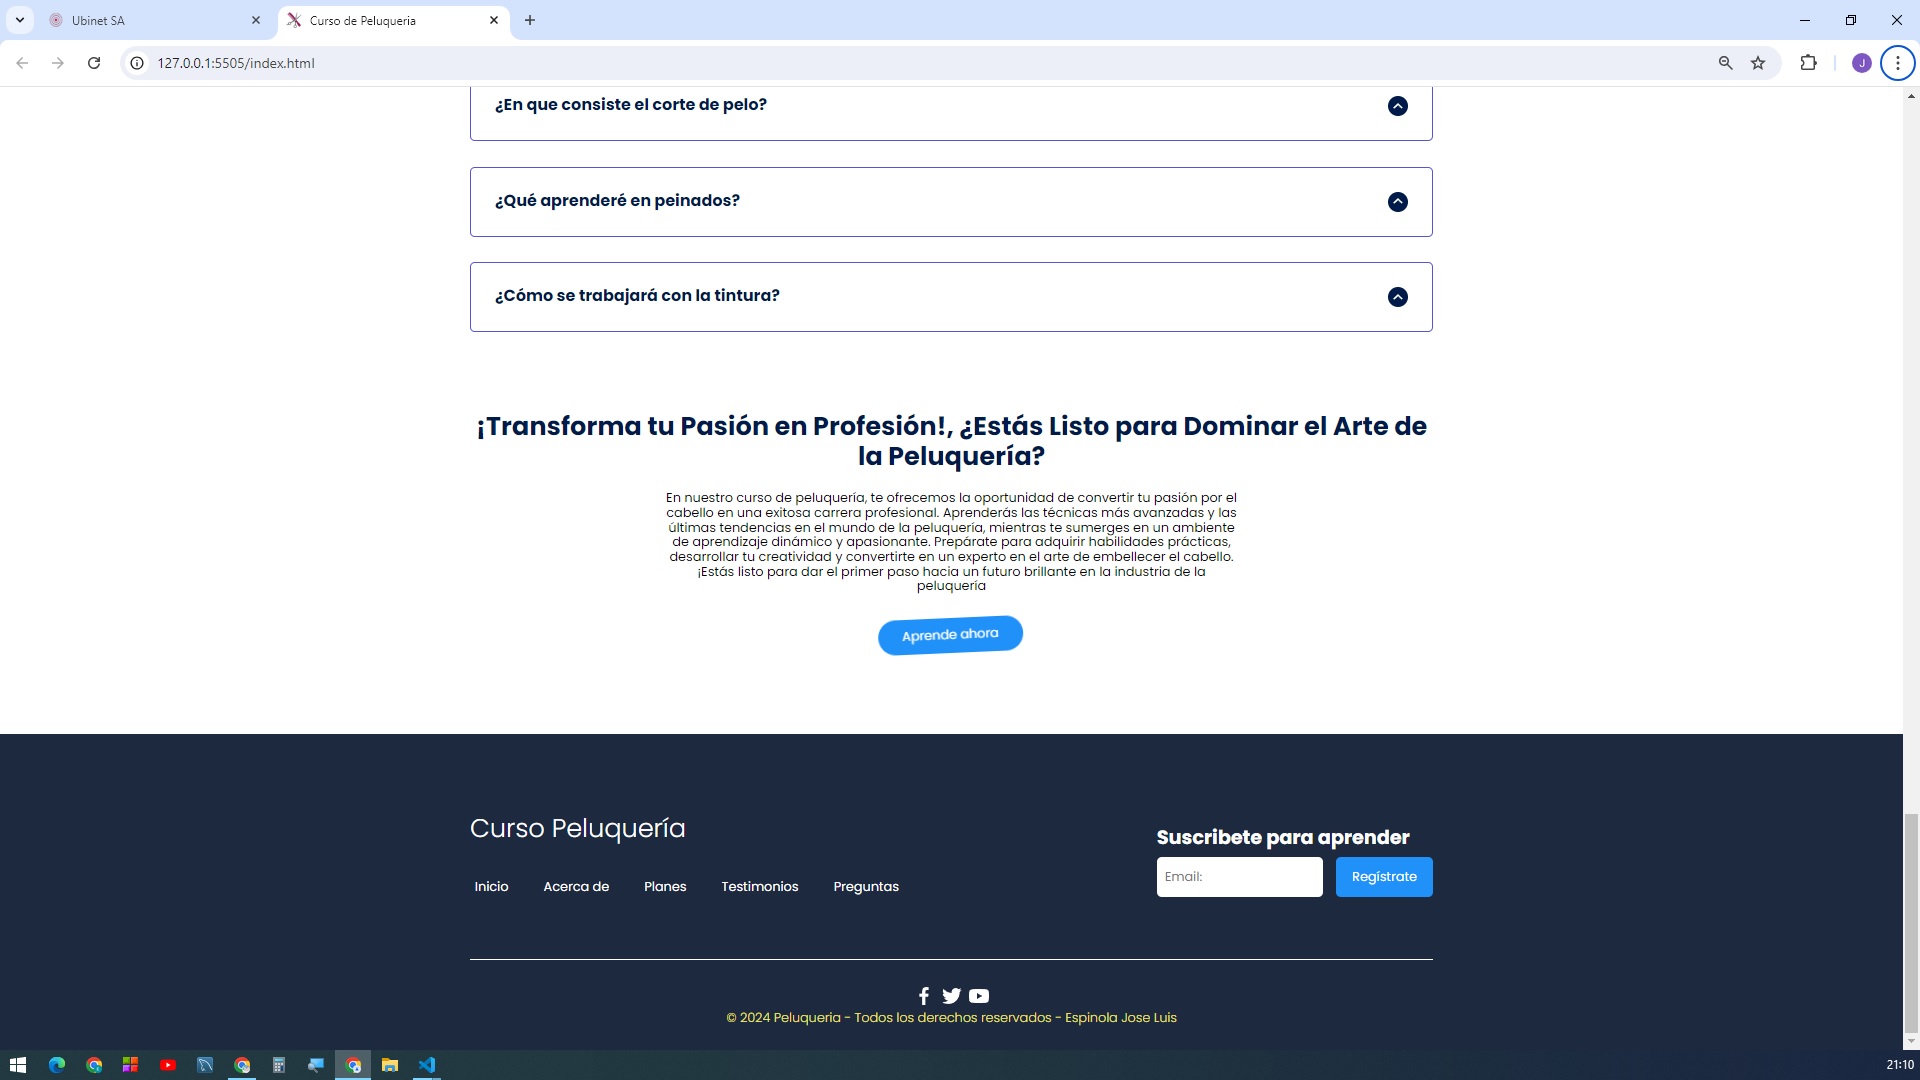 Ubinet SA
Curso de Peluqueria
127.0.0.1:5505/index.html
J
¿En que consiste el corte de pelo?
¿Qué aprenderé en peinados?
¿Cómo se trabajará con la tintura?
¡Transforma tu Pasión en Profesión!, ¿Estás Listo para Dominar el Arte de
la Peluquería?
En nuestro curso de peluquería, te ofrecemos la oportunidad de convertir tu pasión por el
cabello en una exitosa carrera profesional. Aprenderás las técnicas más avanzadas y las
últimas tendencias en el mundo de la peluquería, mientras te sumerges en un ambiente
de aprendizaje dinámico y apasionante. Prepárate para adquirir habilidades prácticas,
desarrollar tu creatividad y convertirte en un experto en el arte de embellecer el cabello.
¡Estás listo para dar el primer paso hacia un futuro brillante en la industria de la
peluquería
Aprende ahora
Curso Peluquería
Inicio Acerca de Planes Testimonios Preguntas
Suscribete para aprender
Email: Regístrate
© 2024 Peluqueria - Todos los derechos reservados - Espinola Jose Luis
21:10